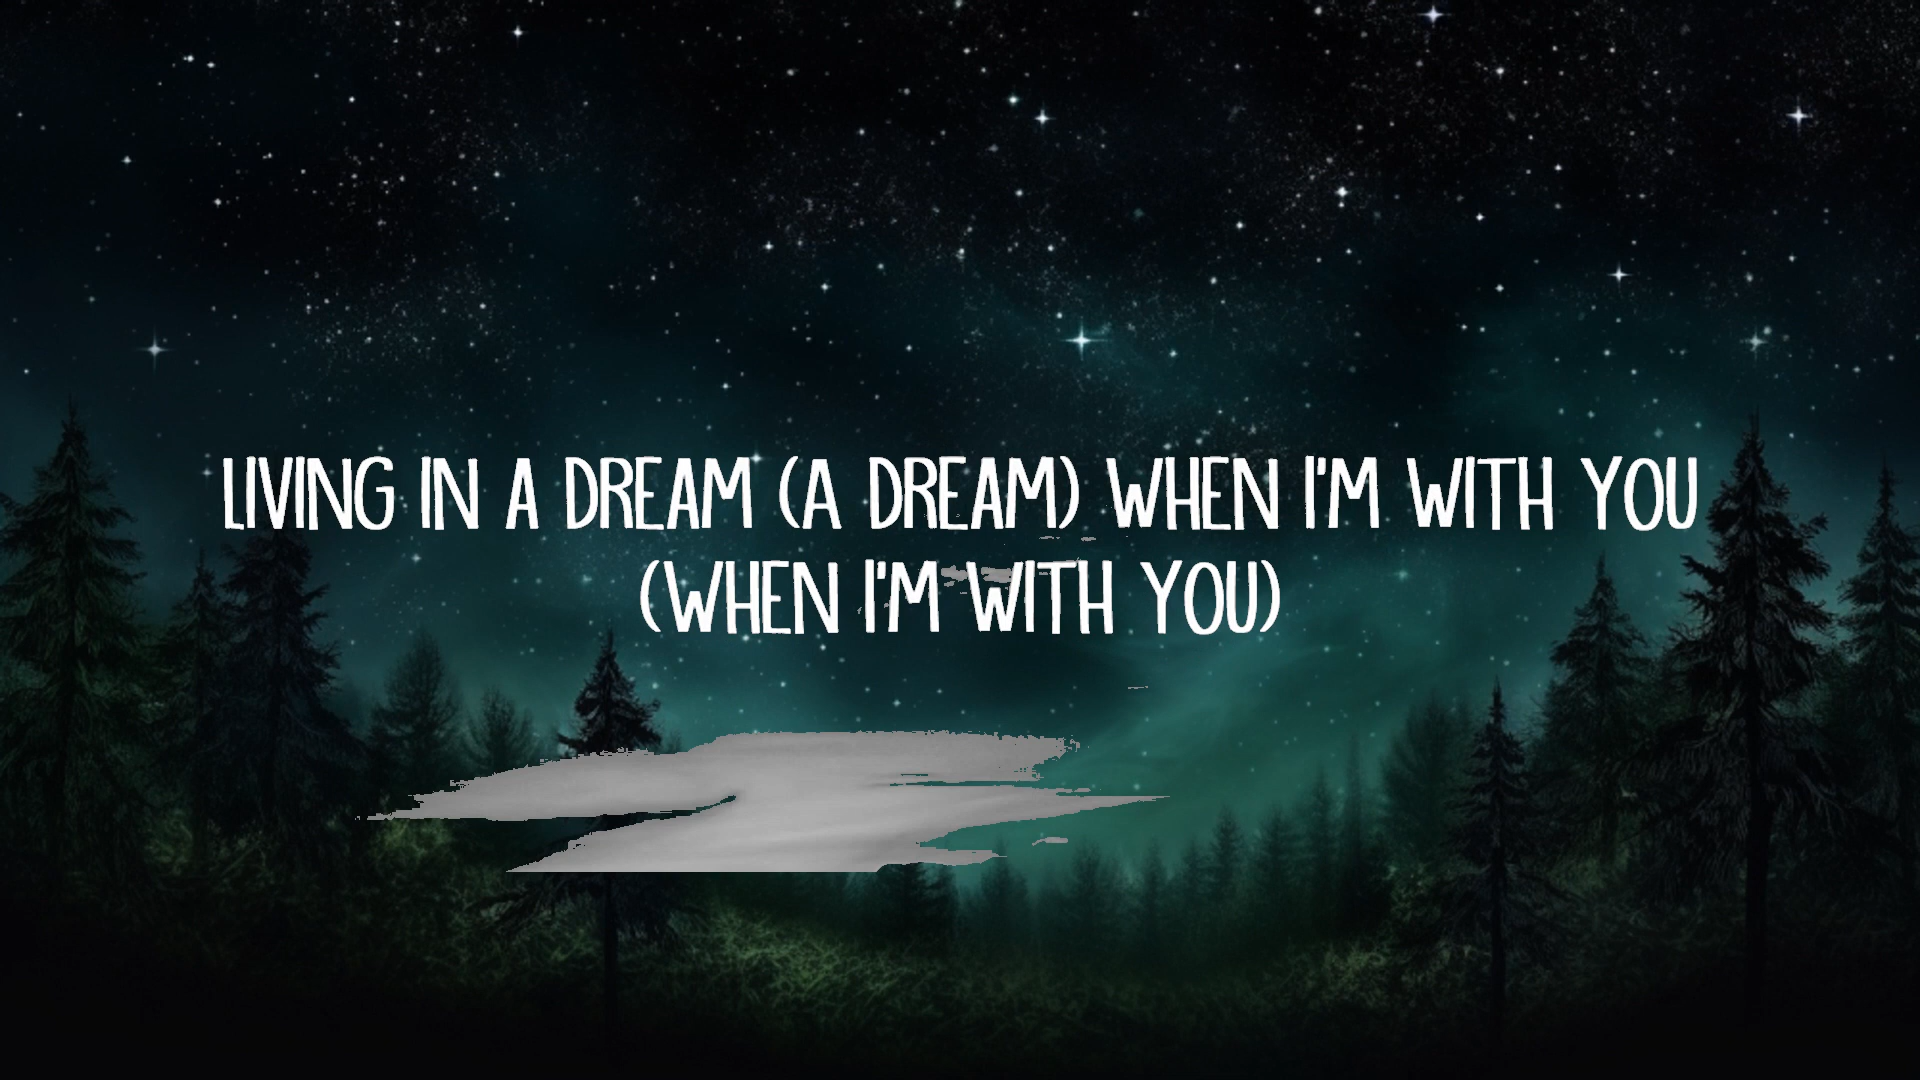 LIVING IN A DREAM (A DREAM) WHEN I'M WITH YOU
(WHEN I'M WITH YOU)